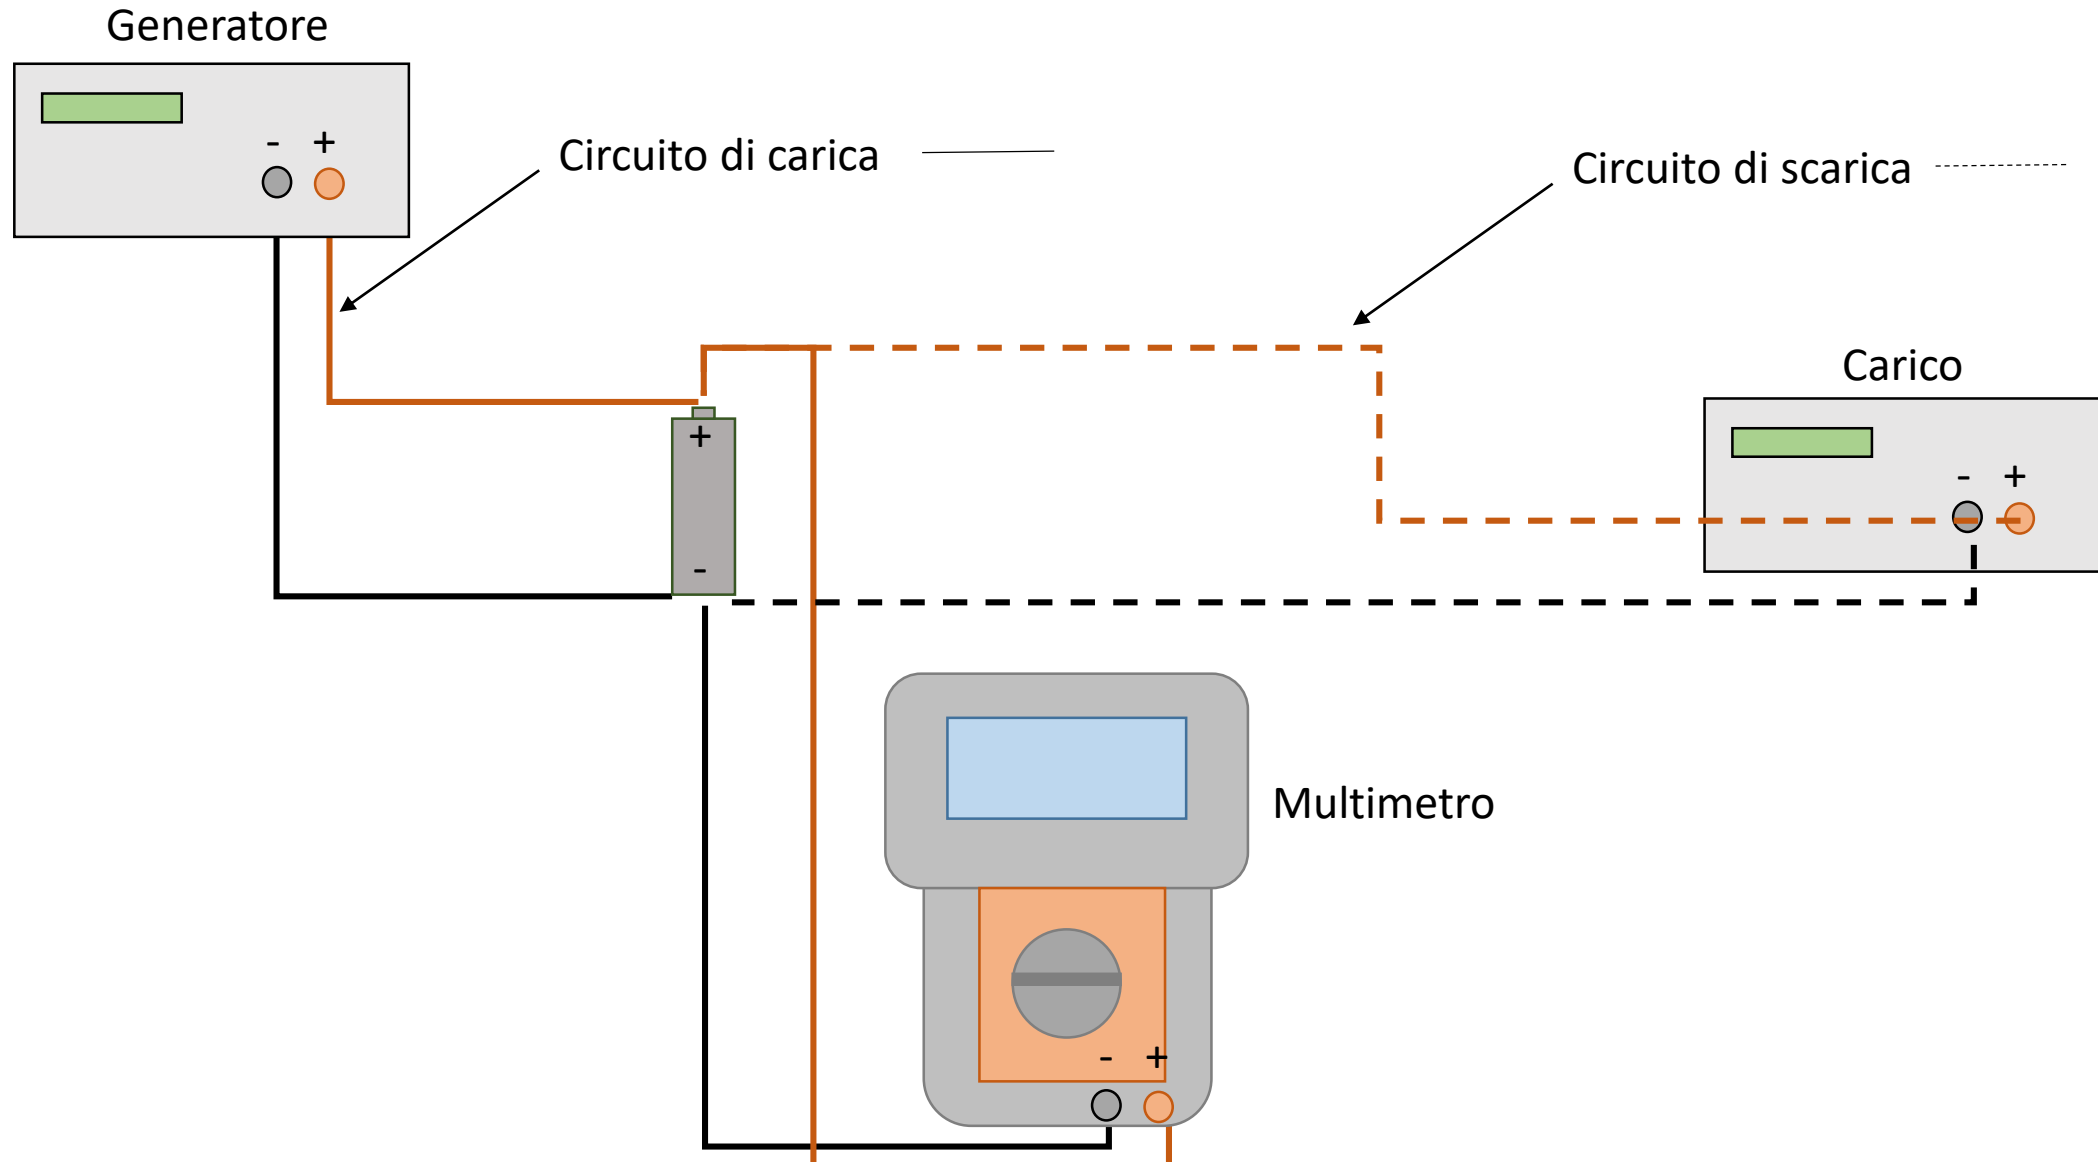 Generatore
- +
Circuito di carica
Circuito di scarica
Carico
+
- +
-
Multimetro
- +